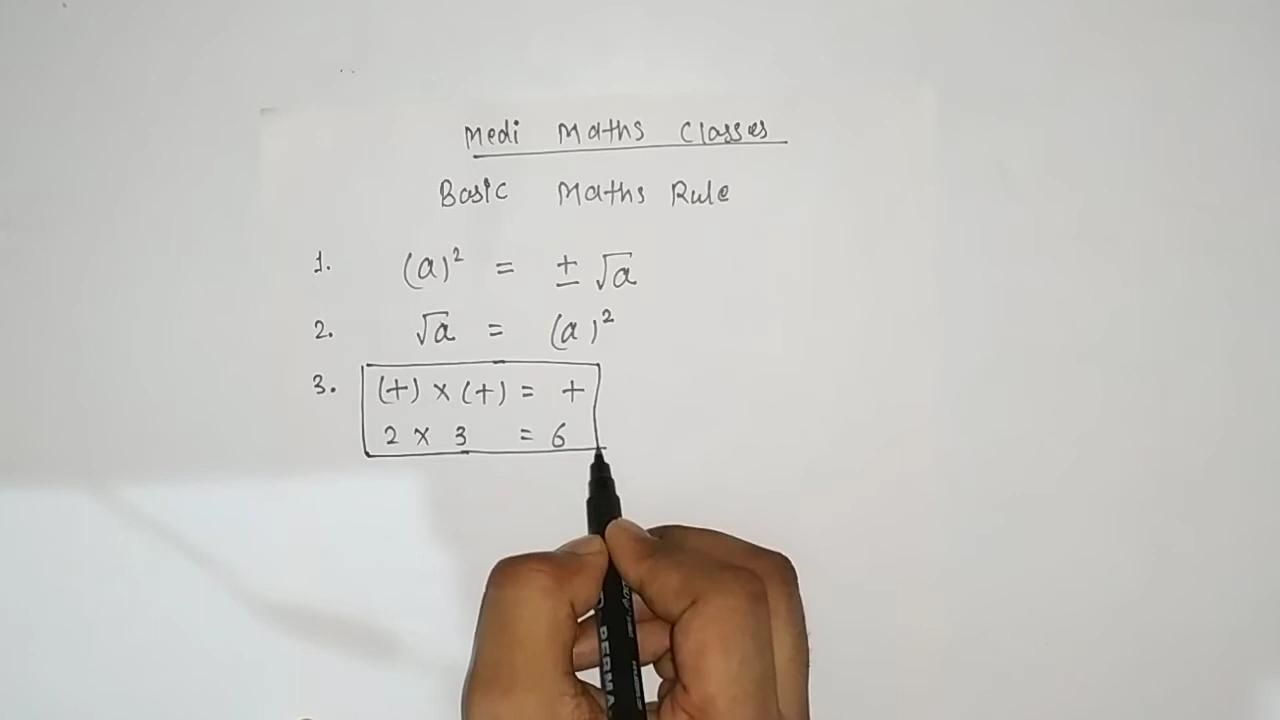 Medi Maths Classes
Basic Maths Rule
1. (a)² = ± √a
2. √a = (a)²
3. (+) × (+) = +
2 × 3 = 6